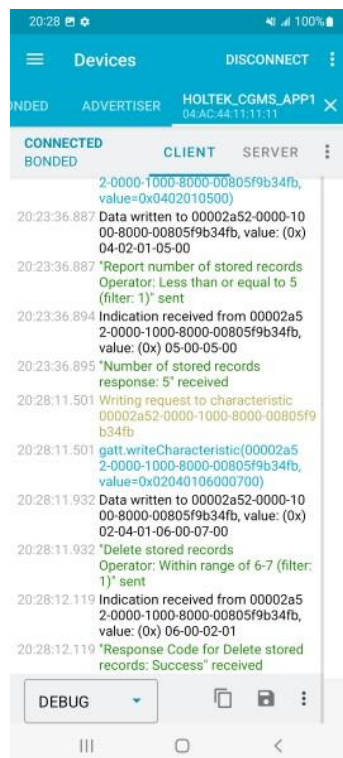 20:28 100%
Devices DISCONNECT
ONDED ADVERTISER HOLTEK_CGMS_APP1
04:AC:44:11:11:11
CONNECTED
BONDED CLIENT SERVER
2-0000-1000-8000-00805f9b34fb,
value=0x0402010500)
20:23:36.887 Data written to 00002a52-0000-10
00-8000-00805f9b34fb, value: (0x)
04-02-01-05-00
20:23:36.887 "Report number of stored records
Operator: Less than or equal to 5
(filter: 1)" sent
20:23:36.894 Indication received from 00002a5
2-0000-1000-8000-00805f9b34fb,
value: (0x) 05-00-05-00
20:23:36.895 "Number of stored records
response: 5" received
20:28:11.501 Writing request to characteristic
00002a52-0000-1000-8000-00805f9
b34fb
20:28:11.501 gatt.writeCharacteristic(00002a5
2-0000-1000-8000-00805f9b34fb,
value=0x02040106000700)
20:28:11.932 Data written to 00002a52-0000-10
00-8000-00805f9b34fb, value: (0x)
02-04-01-06-00-07-00
20:28:11.932 "Delete stored records
Operator: Within range of 6-7 (filter:
1)" sent
20:28:12.119 Indication received from 00002a5
2-0000-1000-8000-00805f9b34fb,
value: (0x) 06-00-02-01
20:28:12.119 "Response Code for Delete stored
records: Success" received
DEBUG